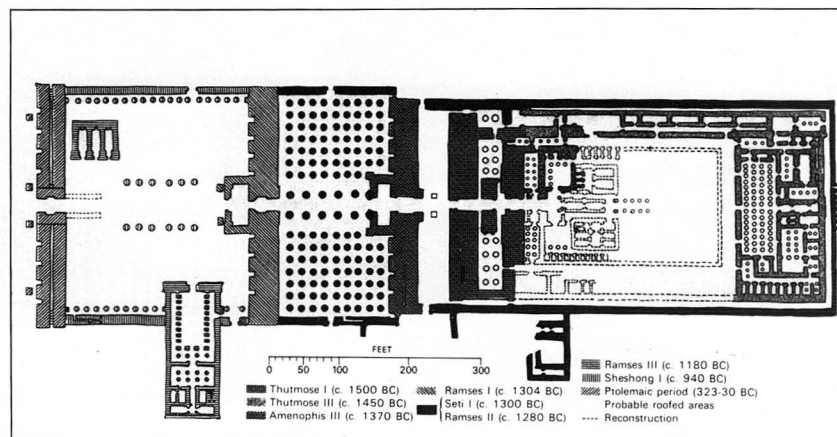 FEET
0 50 100 200 300
Thutmose I (c. 1500 BC)
Thutmose III (c. 1450 BC)
Amenophis III (c. 1370 BC)
Ramses I (c. 1304 BC)
Seti I (c. 1300 BC)
Ramses II (c. 1280 BC)
Ramses III (c. 1180 BC)
Sheshong I (c. 940 BC)
Ptolemaic period (323-30 BC)
Probable roofed areas
Reconstruction